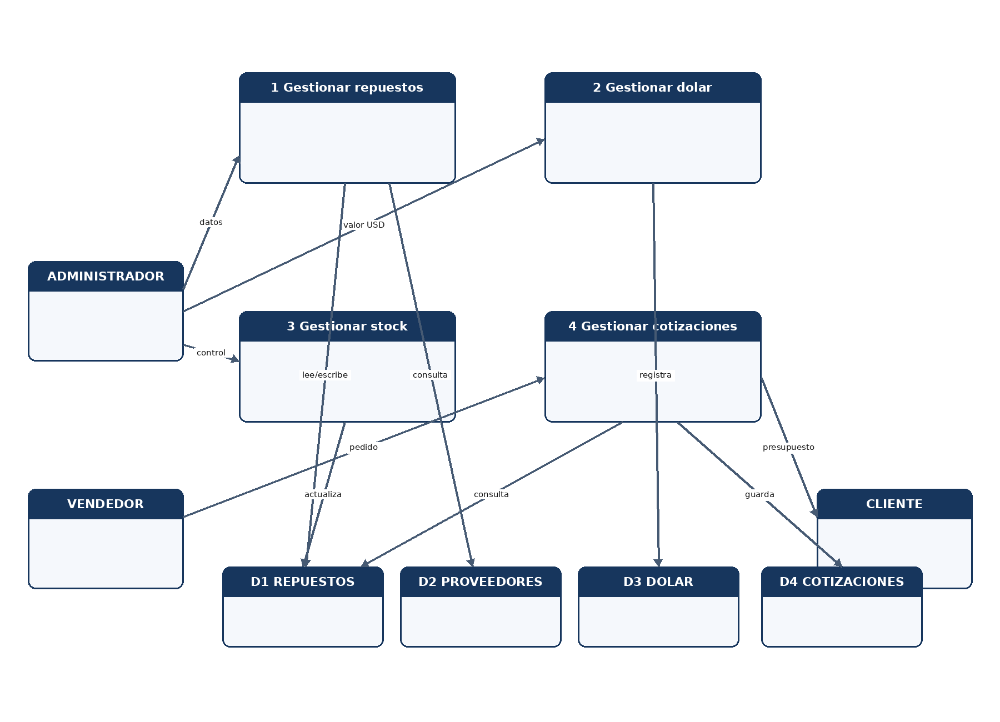 1 Gestionar repuestos
2 Gestionar dolar
datos
valor USD
ADMINISTRADOR
3 Gestionar stock
4 Gestionar cotizaciones
control
lee/escribe
consulta
registra
pedido
presupuesto
actualiza
consulta
guarda
VENDEDOR
CLIENTE
D1 REPUESTOS
D2 PROVEEDORES
D3 DOLAR
D4 COTIZACIONES